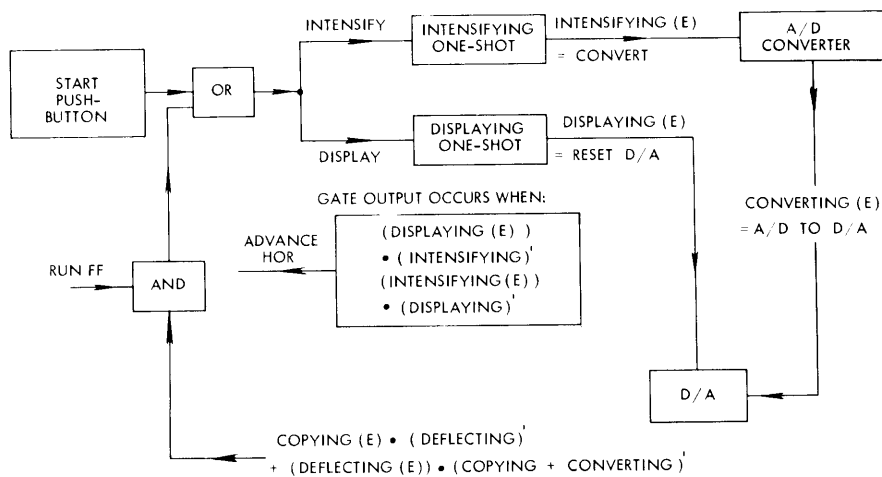 INTENSIFY
INTENSIFYING
ONE-SHOT
INTENSIFYING (E)
= CONVERT
A/D
CONVERTER
START
PUSH-
BUTTON
OR
DISPLAY
DISPLAYING
ONE-SHOT
DISPLAYING (E)
= RESET D/A
GATE OUTPUT OCCURS WHEN:
(DISPLAYING (E) )
• ( INTENSIFYING)'
(INTENSIFYING (E))
• (DISPLAYING)'
ADVANCE
HOR
CONVERTING (E)
= A/D TO D/A
RUN FF
AND
D/A
COPYING (E) • (DEFLECTING)'
+ (DEFLECTING (E)) • (COPYING + CONVERTING)'